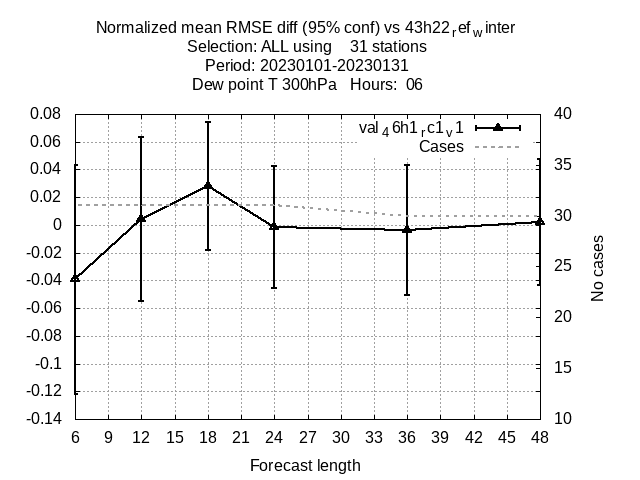 Normalized mean RMSE diff (95% conf) vs 43h22refwinter
Selection: ALL using 31 stations
Period: 20230101-20230131
Dew point T 300hPa Hours: 06
val46h1rc1v1
Cases
0.08
0.06
0.04
0.02
0
-0.02
-0.04
-0.06
-0.08
-0.1
-0.12
-0.14
40
35
30
25
20
15
10
No cases
6 9 12 15 18 21 24 27 30 33 36 39 42 45 48
Forecast length